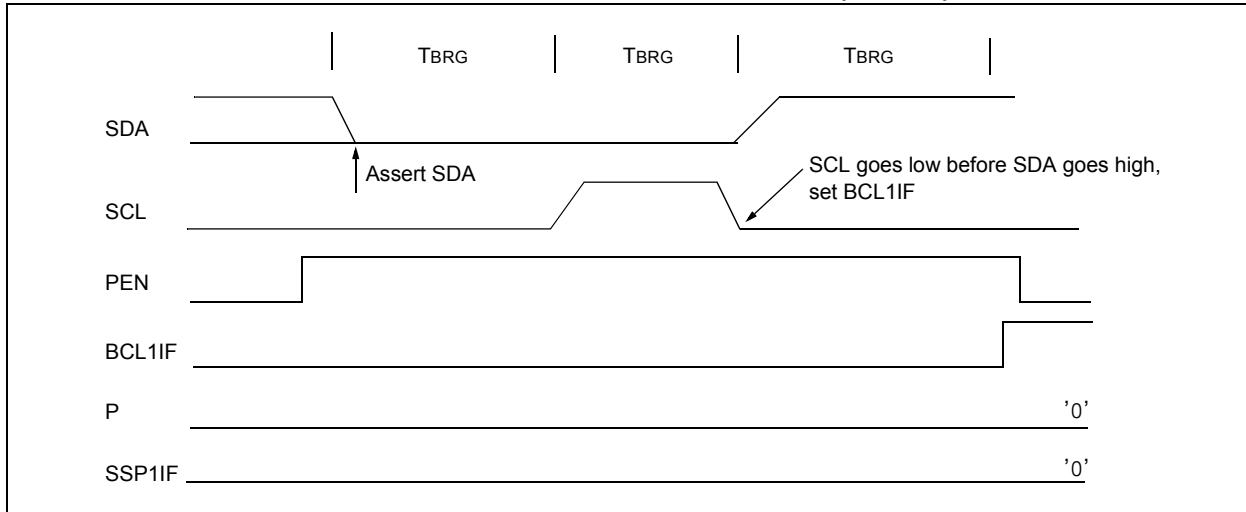 TBRG TBRG TBRG
SDA
Assert SDA
SCL goes low before SDA goes high,
set BCL1IF
SCL
PEN
BCL1IF
P '0'
SSP1IF '0'